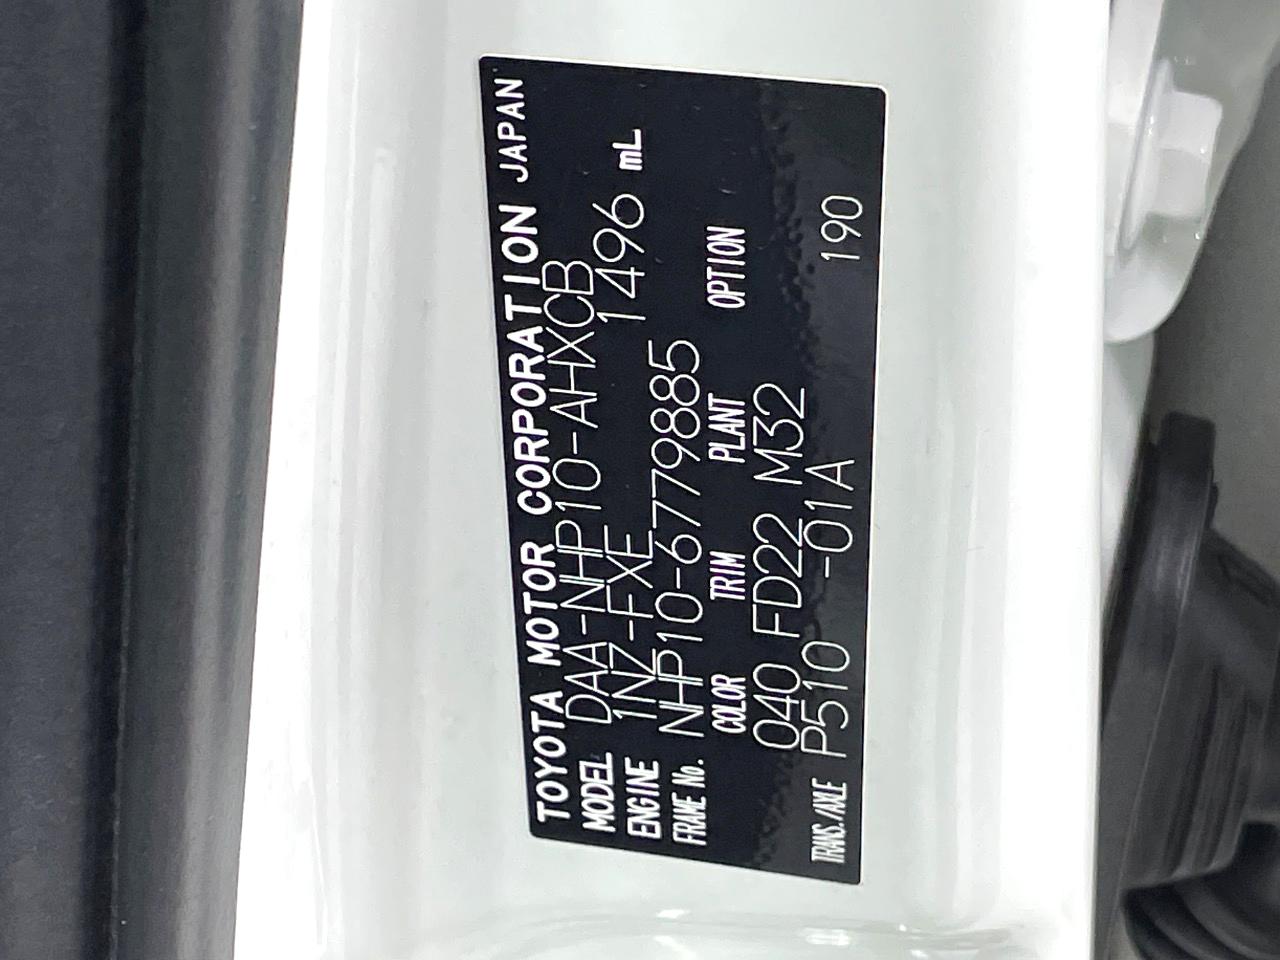 TOYOTA MOTOR CORPORATION JAPAN
MODEL DAA-NHP10-AHXCB
ENGINE 1NZ-FXE 1496 mL
FRAME No. NHP10-6779885
COLOR TRIM PLANT OPTION
040 FD22 M32
TRANS./AXLE P510 -01A 190